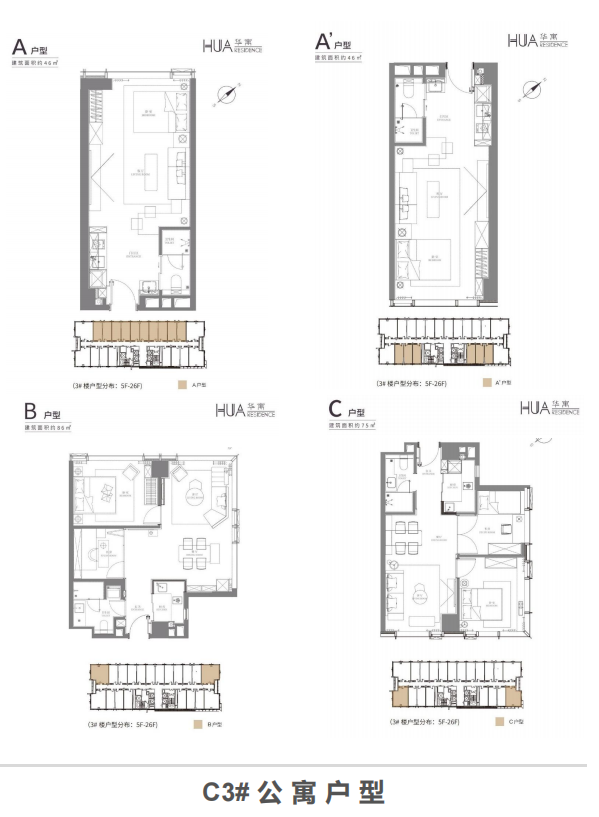 A 户型
建筑面积约46㎡
HUA 华寓
RESIDENCE
(3# 楼户型分布：5F-26F)
A户型
A' 户型
建筑面积约46㎡
HUA 华寓
RESIDENCE
(3# 楼户型分布：5F-26F)
A'户型
B 户型
建筑面积约86㎡
HUA 华寓
RESIDENCE
(3# 楼户型分布：5F-26F)
B户型
C 户型
建筑面积约75㎡
HUA 华寓
RESIDENCE
(3# 楼户型分布：5F-26F)
C户型
C3# 公寓户型